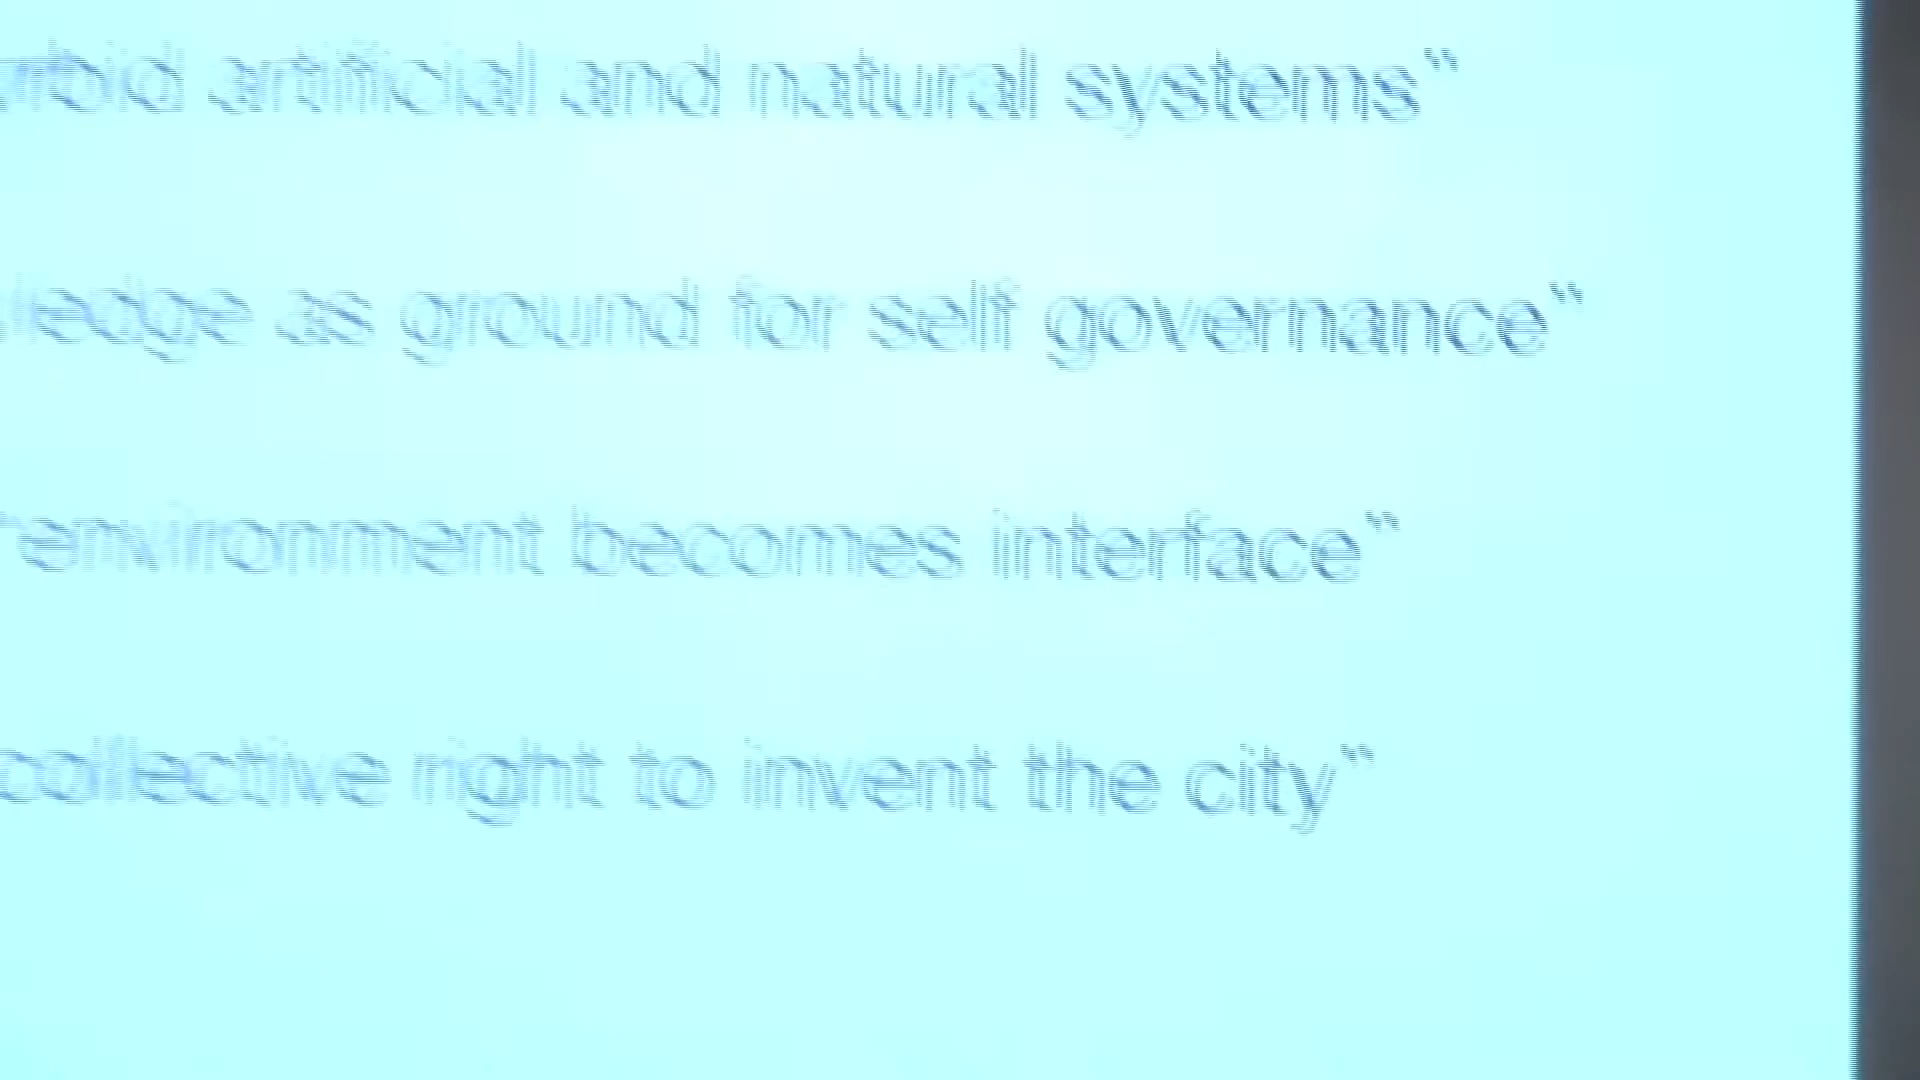 artificial and natural systems“
as ground for self governance“
"environment becomes interface”
collective right to invent the city”